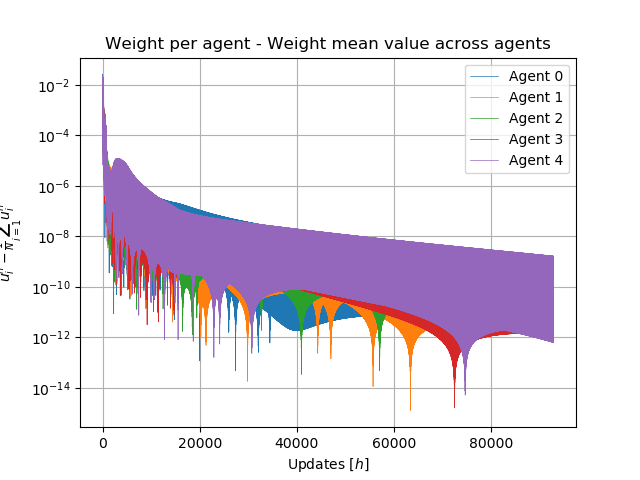 Weight per agent - Weight mean value across agents
10⁻²
10⁻⁴
10⁻⁶
10⁻⁸
10⁻¹⁰
10⁻¹²
10⁻¹⁴
Agent 0
Agent 1
Agent 2
Agent 3
Agent 4
0
20000
40000
60000
80000
Updates [h]